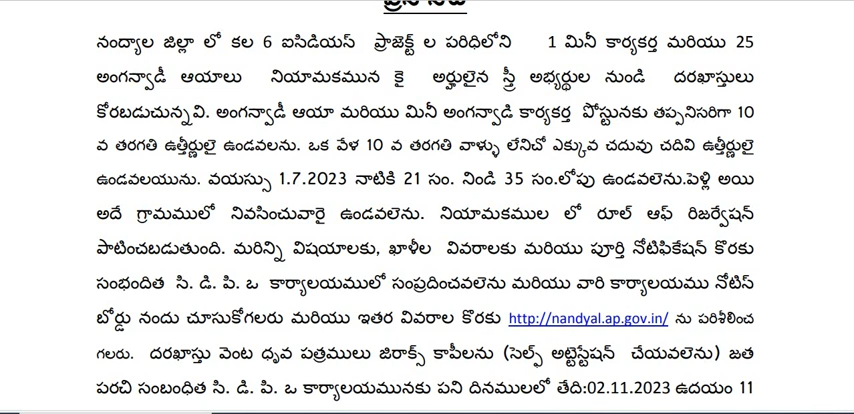 నంద్యాల జిల్లా లో కల 6 ఐసిడియస్ ప్రాజెక్ట్ ల పరిధిలోని 1 మినీ కార్యకర్త మరియు 25
అంగన్వాడీ ఆయాలు నియామకమున కై అర్హులైన స్త్రీ అభ్యర్థుల నుండి దరఖాస్తులు
కోరబడుచున్నవి. అంగన్వాడీ ఆయా మరియు మినీ అంగన్వాడి కార్యకర్త పోస్టునకు తప్పనిసరిగా 10
వ తరగతి ఉత్తీర్ణులై ఉండవలను. ఒక వేళ 10 వ తరగతి వాళ్ళు లేనిచో ఎక్కువ చదువు చదివి ఉత్తీర్ణులై
ఉండవలయును. వయస్సు 1.7.2023 నాటికి 21 సం. నిండి 35 సం.లోపు ఉండవలెను.పెళ్లి అయి
అదే గ్రామములో నివసించువారై ఉండవలెను. నియామకముల లో రూల్ ఆఫ్ రిజర్వేషన్
పాటించబడుతుంది. మరిన్ని విషయాలకు, ఖాళీల వివరాలకు మరియు పూర్తి నోటిఫికేషన్ కొరకు
సంభందిత సి. డి. పి. ఒ కార్యాలయములో సంప్రదించవలెను మరియు వారి కార్యాలయము నోటిస్
బోర్డు నందు చూసుకోగలరు మరియు ఇతర వివరాల కొరకు http://nandyal.ap.gov.in/ ను పరిశీలించ
గలరు. దరఖాస్తు వెంట ధృవ పత్రములు జిరాక్స్ కాపీలను (సెల్ఫ్ అట్టెస్టేషన్ చేయవలెను) జత
పరచి సంబంధిత సి. డి. పి. ఒ కార్యాలయమునకు పని దినములలో తేది:02.11.2023 ఉదయం 11